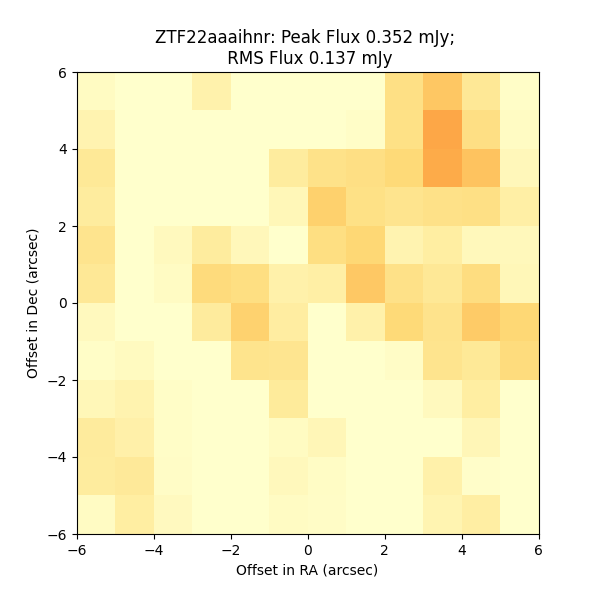 ZTF22aaaihnr: Peak Flux 0.352 mJy;
RMS Flux 0.137 mJy
6
4
2
0
−2
−4
−6
Offset in Dec (arcsec)
−6 −4 −2 0 2 4 6
Offset in RA (arcsec)